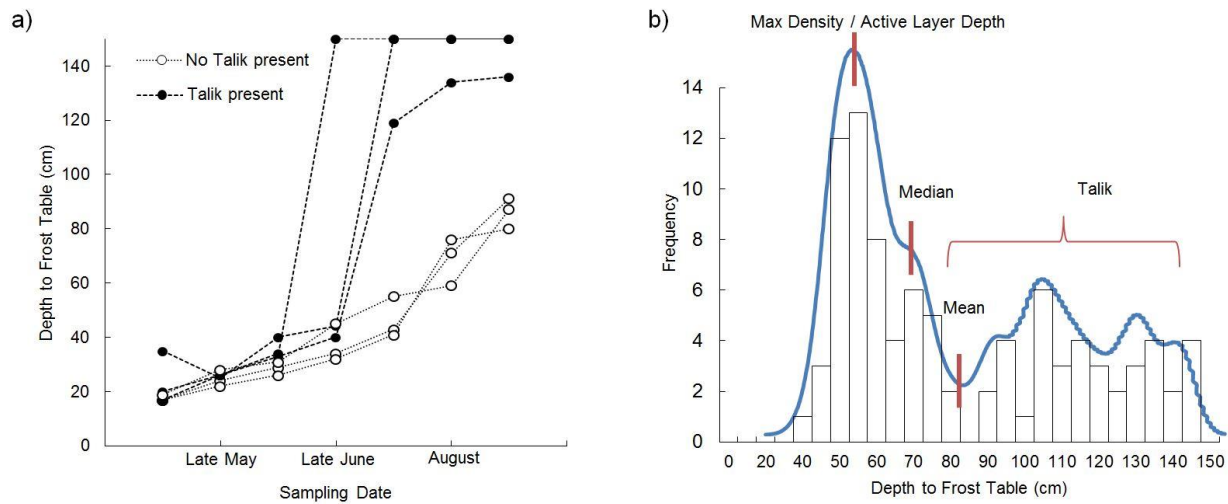 a)
No Talik present
Talik present
140
120
100
80
60
40
20
0
Depth to Frost Table (cm)
Late May
Late June
August
Sampling Date
b)
Max Density / Active Layer Depth
Median
Mean
Talik
14
12
10
8
6
4
2
0
Frequency
0 20 40 60 70 80 90 100 110 120 130 140 150
Depth to Frost Table (cm)